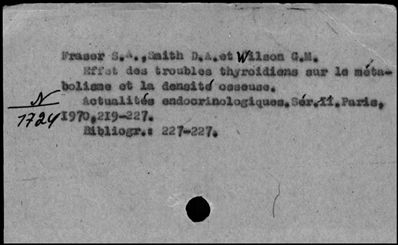 Fraser S.A., Smith D.A. et Wilson G.M.
Effet des troubles thyroïdiens sur le méta-
bolisme et la densité osseuse.
Actualités endocrinologiques. Sér. XI. Paris,
1970, 219-227.
Bibliogr.: 227-227.
N
1724